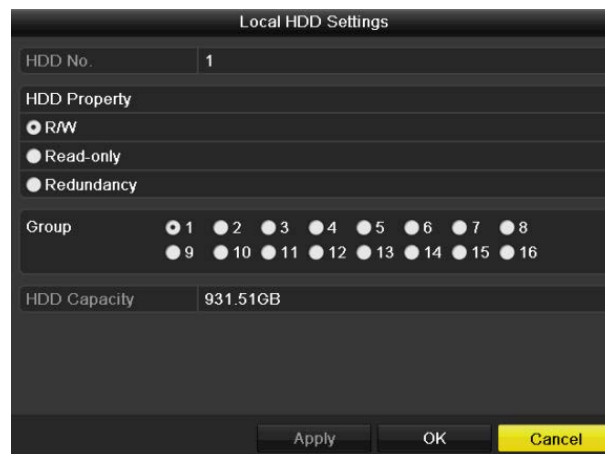 Local HDD Settings
HDD No. 1
HDD Property
R/W
Read-only
Redundancy
Group 1 2 3 4 5 6 7 8
9 10 11 12 13 14 15 16
HDD Capacity 931.51GB
Apply OK Cancel